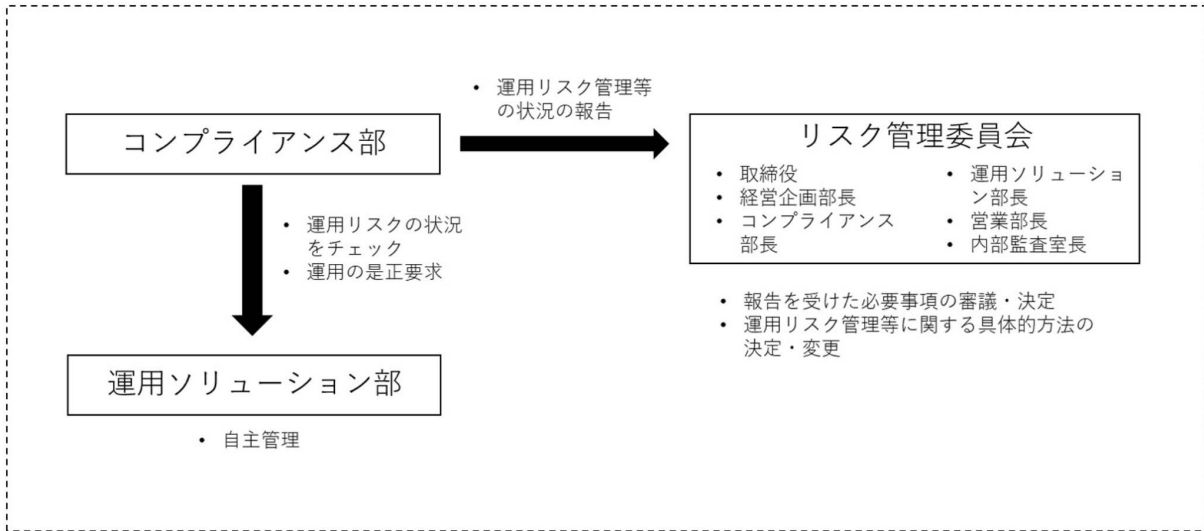 • 運用リスク管理等
の状況の報告
コンプライアンス部
リスク管理委員会
• 取締役
• 経営企画部長
• コンプライアンス
部長
• 運用ソリューショ
ン部長
• 営業部長
• 内部監査室長
• 運用リスクの状況
をチェック
• 運用の是正要求
• 報告を受けた必要事項の審議・決定
• 運用リスク管理等に関する具体的方法の
決定・変更
運用ソリューション部
• 自主管理